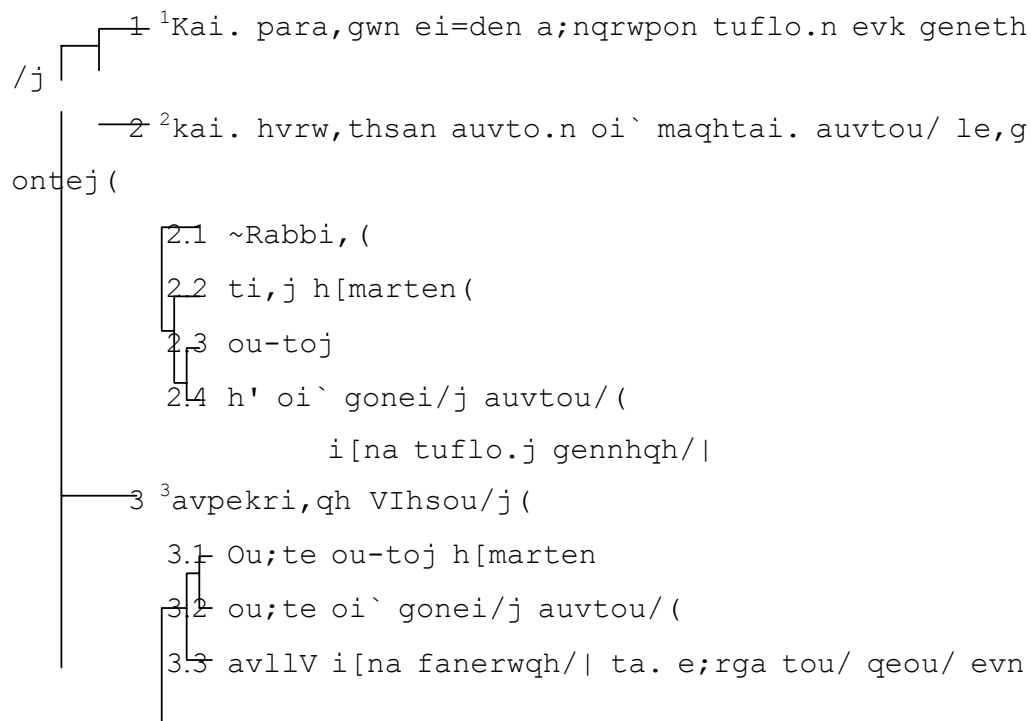 1 ¹Kai. para,gwn ei=den a;nqrwpon tuflo.n evk geneth
/j
2 ²kai. hvrw,thsan auvto.n oi` maqhtai. auvtou/ le,g
ontej(
2.1 ~Rabbi,(
2.2 ti,j h[marten(
2.3 ou-toj
2.4 h' oi` gonei/j auvtou/(
i[na tuflo.j gennhqh/|
3 ³avpekri,qh VIhsou/j(
3.1 Ou;te ou-toj h[marten
3.2 ou;te oi` gonei/j auvtou/(
3.3 avllV i[na fanerwqh/| ta. e;rga tou/ qeou/ evn